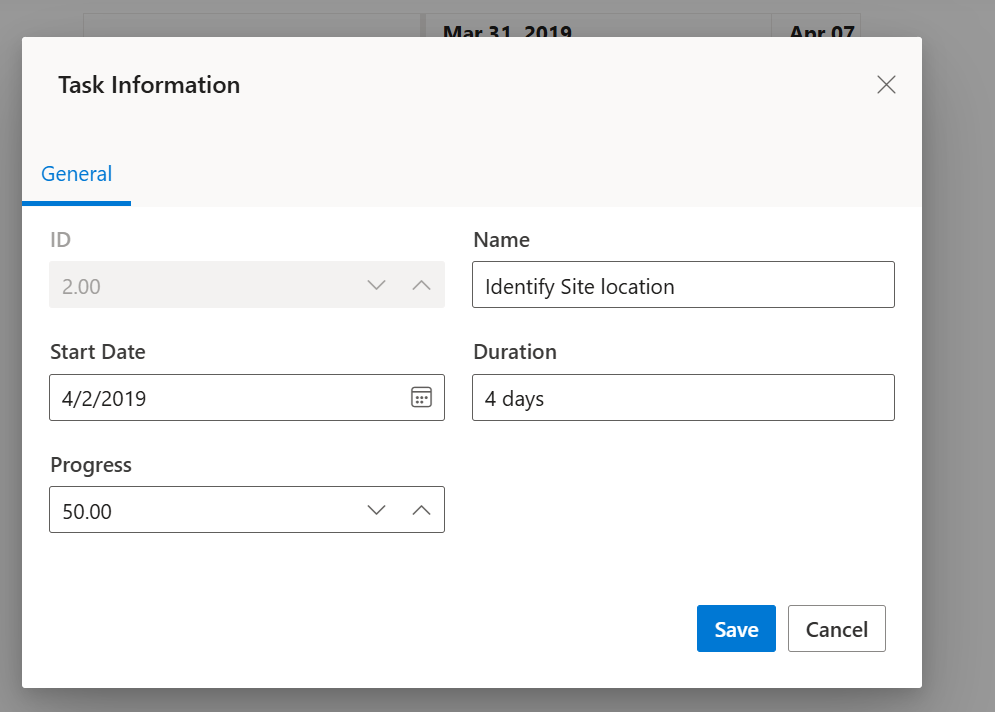 Mar 31, 2019 Apr 07
Task Information
General
ID Name
2.00 Identify Site location
Start Date Duration
4/2/2019 4 days
Progress
50.00
Save Cancel